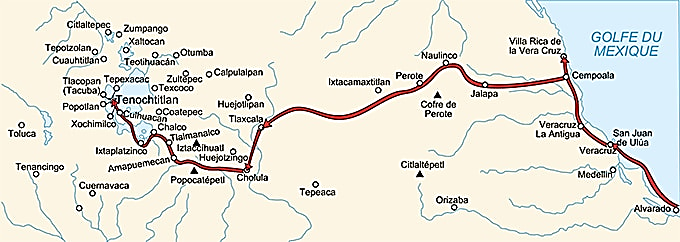 Citlaltepec
Zumpango
Xaltocan
Tepotzolan
Otumba
Cuauhtitlan
Teotihuacán
Zultepec
Calpulalpan
Tepexacac
Tlacopan
(Tacuba)
Texcoco
Tenochtitlan
Popotlan
Huejotlipan
Coatepec
Culhuacan
Xochimilco
Chalco
Tlaxcala
Tlalmanalco
Toluca
Iztaccíhuatl
Ixtaplatzinco
Huejotzingo
Amapuemecan
Tenancingo
Popocatépetl
Cholula
Cuernavaca
Tepeaca
Ixtacamaxtitlan
Naulinco
Perote
Jalapa
Cofre de
Perote
Citlaltépetl
Orizaba
Villa Rica de
la Vera Cruz
GOLFE DU
MEXIQUE
Cempoala
Veracruz
La Antigua
San Juan
de Ulúa
Veracruz
Medellin
Alvarado